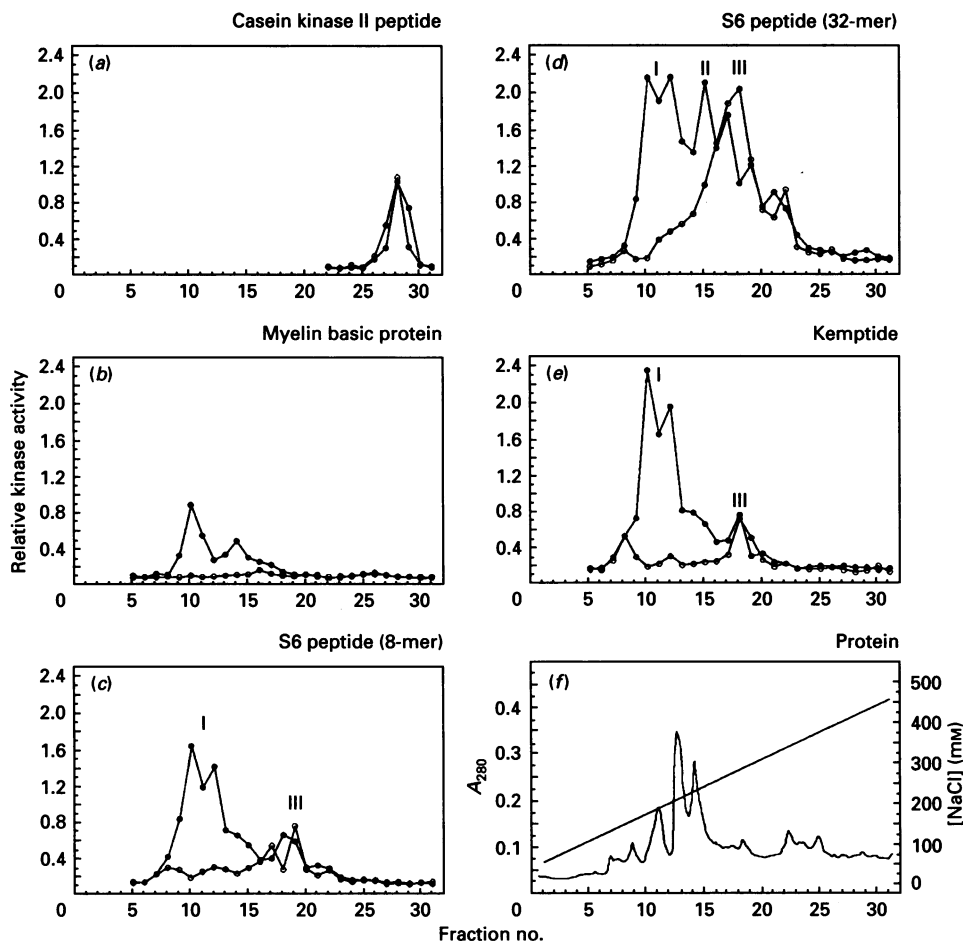 Casein kinase II peptide
(a)
2.4
2.0
1.6
1.2
0.8
0.4
0 5 10 15 20 25 30
S6 peptide (32-mer)
(d)
I II III
2.4
2.0
1.6
1.2
0.8
0.4
0 5 10 15 20 25 30
Myelin basic protein
(b)
2.4
2.0
1.6
1.2
0.8
0.4
0 5 10 15 20 25 30
Relative kinase activity
Kemptide
(e)
I
III
2.4
2.0
1.6
1.2
0.8
0.4
0 5 10 15 20 25 30
S6 peptide (8-mer)
(c)
I
III
2.4
2.0
1.6
1.2
0.8
0.4
0 5 10 15 20 25 30
Protein
(f)
0.4
0.3
0.2
0.1
A280
500
400
300
200
100
0
[NaCl] (mM)
0 5 10 15 20 25 30
Fraction no.